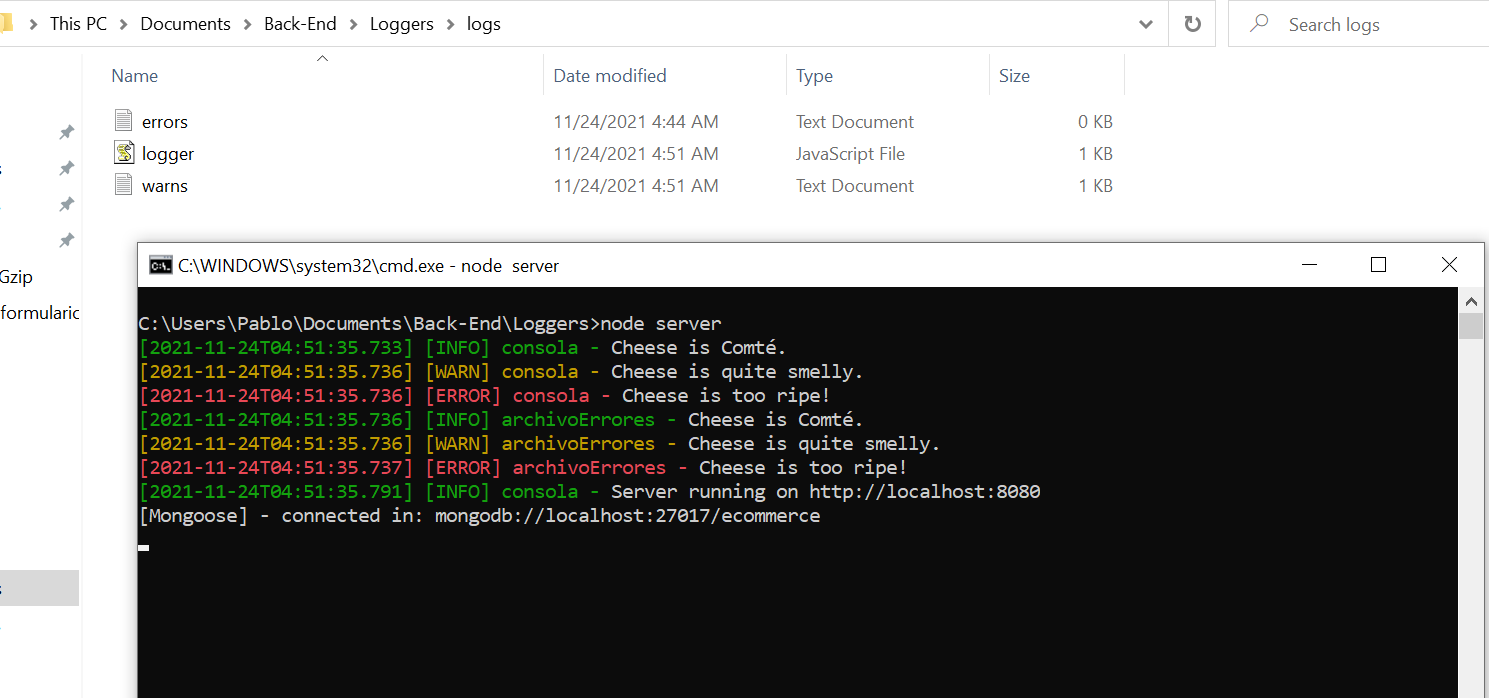 This PC > Documents > Back-End > Loggers > logs
Search logs
Name Date modified Type Size
errors 11/24/2021 4:44 AM Text Document 0 KB
logger 11/24/2021 4:51 AM JavaScript File 1 KB
warns 11/24/2021 4:51 AM Text Document 1 KB
Gzip
formularic
C:\WINDOWS\system32\cmd.exe - node  server
C:\Users\Pablo\Documents\Back-End\Loggers>node server
[2021-11-24T04:51:35.733] [INFO] consola - Cheese is Comté.
[2021-11-24T04:51:35.736] [WARN] consola - Cheese is quite smelly.
[2021-11-24T04:51:35.736] [ERROR] consola - Cheese is too ripe!
[2021-11-24T04:51:35.736] [INFO] archivoErrores - Cheese is Comté.
[2021-11-24T04:51:35.736] [WARN] archivoErrores - Cheese is quite smelly.
[2021-11-24T04:51:35.737] [ERROR] archivoErrores - Cheese is too ripe!
[2021-11-24T04:51:35.791] [INFO] consola - Server running on http://localhost:8080
[Mongoose] - connected in: mongodb://localhost:27017/ecommerce